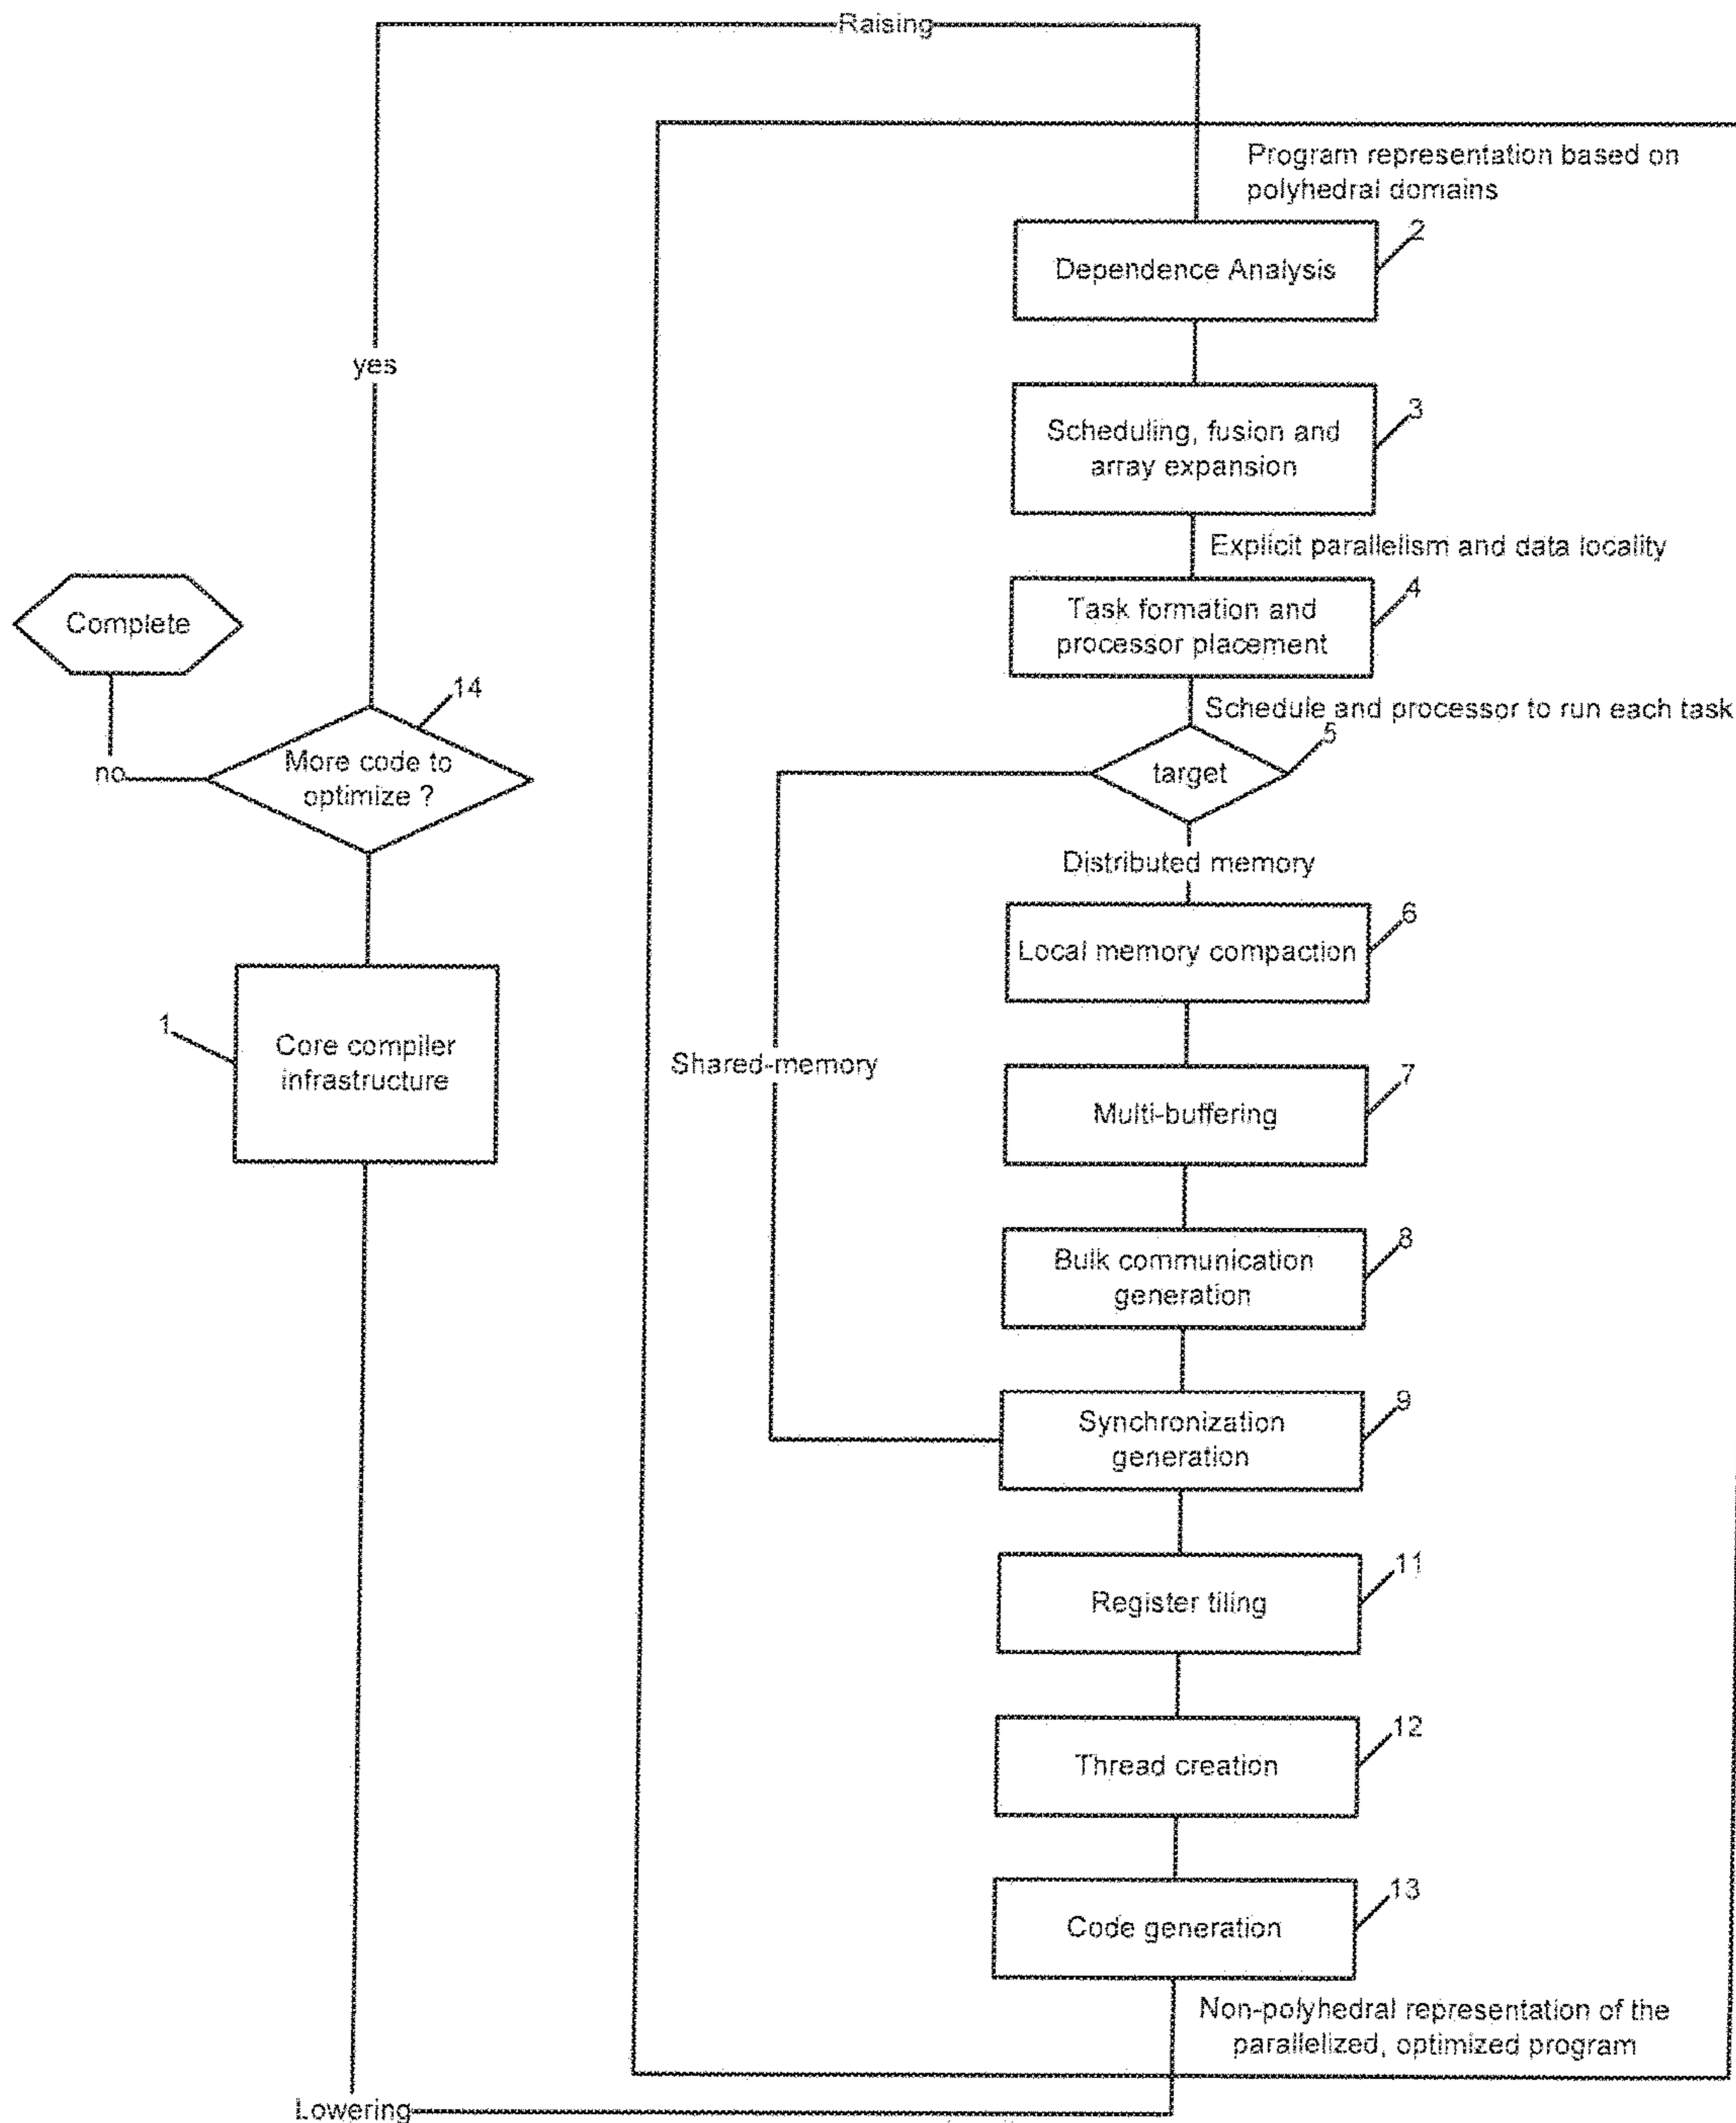 Raising
Program representation based on
polyhedral domains
2
Dependence Analysis
3
Scheduling, fusion and
array expansion
Explicit parallelism and data locality
4
Task formation and
processor placement
Schedule and processor to run each task
5
target
Distributed memory
6
Local memory compaction
Shared-memory
7
Multi-buffering
8
Bulk communication
generation
9
Synchronization
generation
11
Register tiling
12
Thread creation
13
Code generation
Non-polyhedral representation of the
parallelized, optimized program
Lowering
1
Core compiler
infrastructure
14
More code to
optimize ?
yes
no
Complete